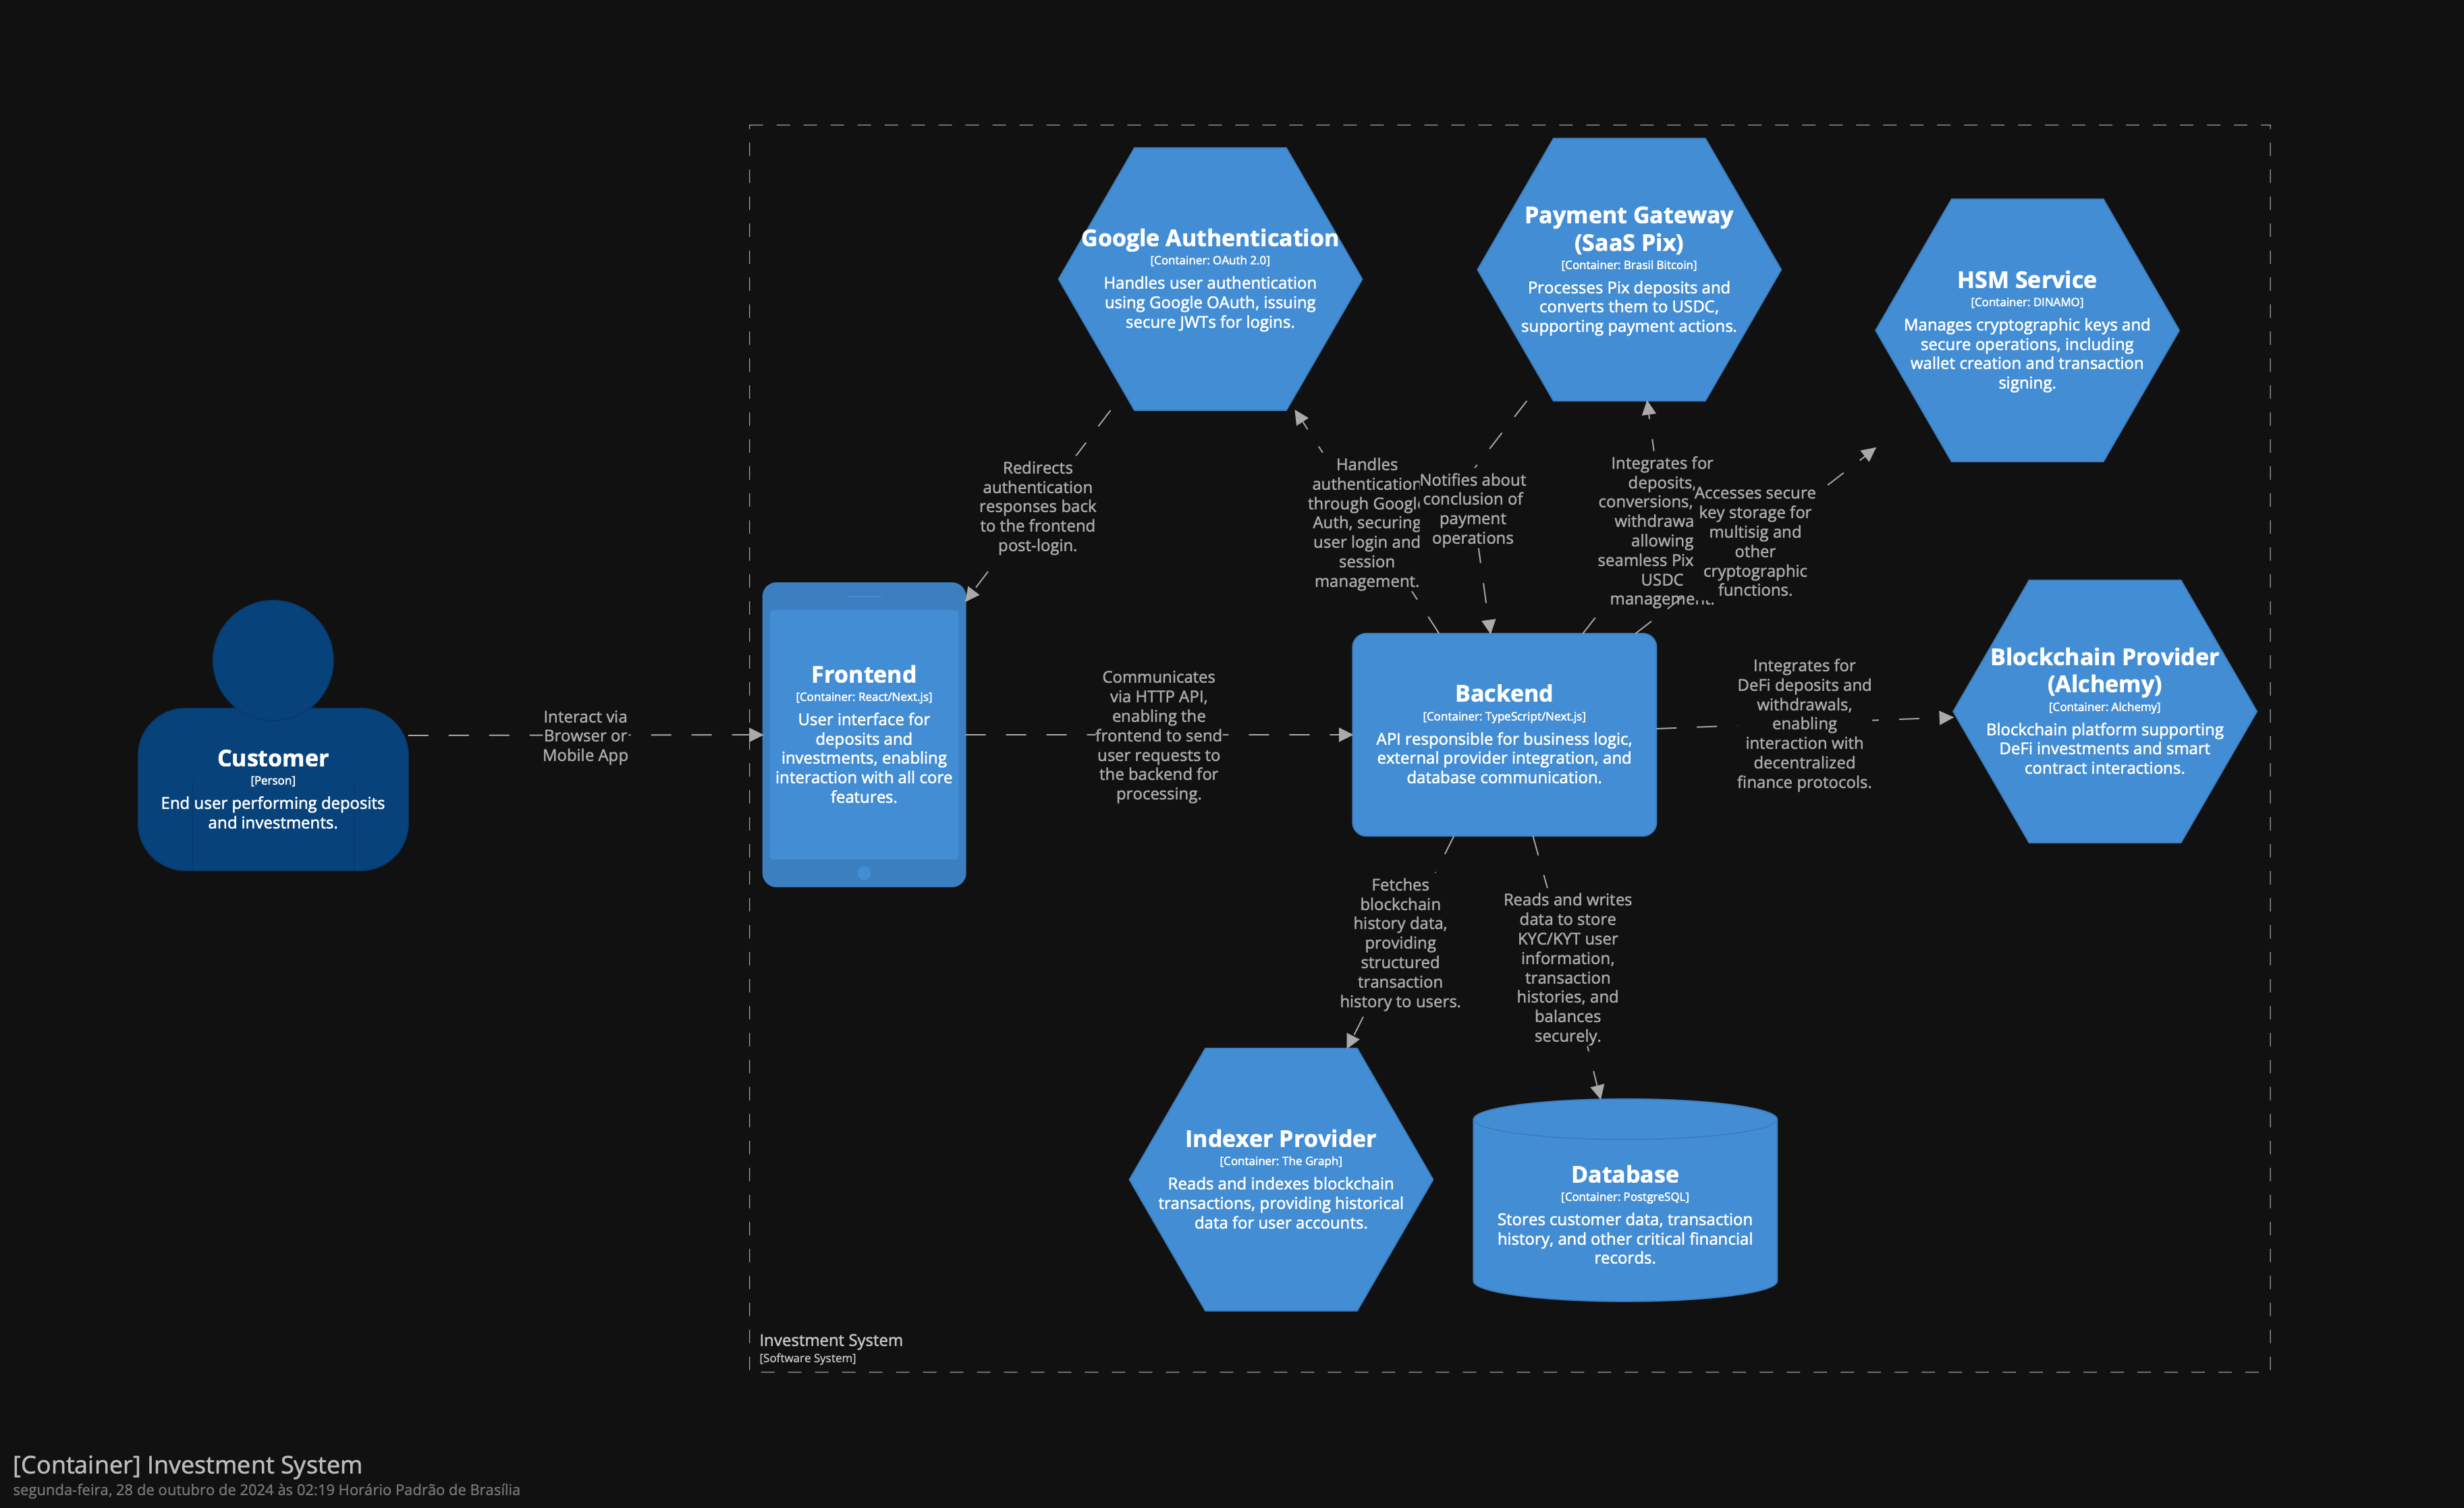 Google Authentication
[Container: OAuth 2.0]
Handles user authentication
using Google OAuth, issuing
secure JWTs for logins.
Payment Gateway
(SaaS Pix)
[Container: Brasil Bitcoin]
Processes Pix deposits and
converts them to USDC,
supporting payment actions.
HSM Service
[Container: DINAMO]
Manages cryptographic keys and
secure operations, including
wallet creation and transaction
signing.
Redirects
authentication
responses back
to the frontend
post-login.
Handles
authentication
through Google
Auth, securing
user login and
session
management.
Notifies about
conclusion of
payment
operations
Integrates for
deposits,
conversions,
allowing
seamless Pix
USDC
management.
Accesses secure
key storage for
multisig and
other
cryptographic
functions.
Customer
[Person]
End user performing deposits
and investments.
Interact via
Browser or
Mobile App
Frontend
[Container: React/Next.js]
User interface for
deposits and
investments, enabling
interaction with all core
features.
Communicates
via HTTP API,
enabling the
frontend to send
user requests to
the backend for
processing.
Backend
[Container: TypeScript/Next.js]
API responsible for business logic,
external provider integration, and
database communication.
Integrates for
DeFi deposits and
withdrawals,
enabling
interaction with
decentralized
finance protocols.
Blockchain Provider
(Alchemy)
[Container: Alchemy]
Blockchain platform supporting
DeFi investments and smart
contract interactions.
Fetches
blockchain
history data,
providing
structured
transaction
history to users.
Reads and writes
data to store
KYC/KYT user
information,
transaction
histories, and
balances
securely.
Indexer Provider
[Container: The Graph]
Reads and indexes blockchain
transactions, providing historical
data for user accounts.
Database
[Container: PostgreSQL]
Stores customer data, transaction
history, and other critical financial
records.
Investment System
[Software System]
[Container] Investment System
segunda-feira, 28 de outubro de 2024 às 02:19 Horário Padrão de Brasília